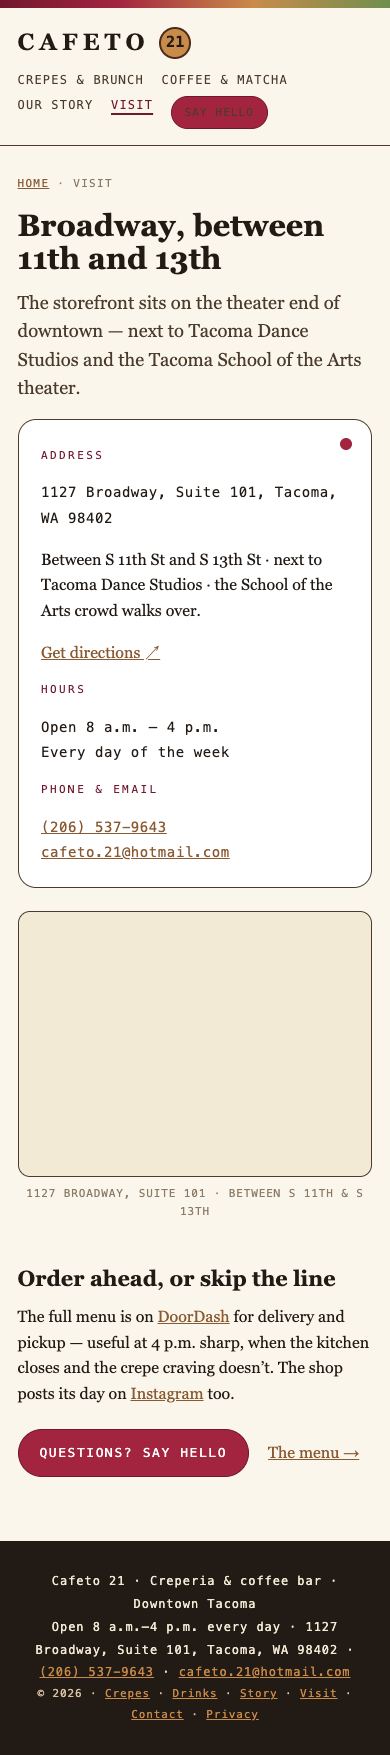 CAFETO 21
CREPES & BRUNCH COFFEE & MATCHA
OUR STORY VISIT SAY HELLO
HOME · VISIT
Broadway, between
11th and 13th
The storefront sits on the theater end of
downtown — next to Tacoma Dance
Studios and the Tacoma School of the Arts
theater.
ADDRESS
1127 Broadway, Suite 101, Tacoma,
WA 98402
Between S 11th St and S 13th St · next to
Tacoma Dance Studios · the School of the
Arts crowd walks over.
Get directions ↗
HOURS
Open 8 a.m. – 4 p.m.
Every day of the week
PHONE & EMAIL
(206) 537-9643
cafeto.21@hotmail.com
1127 BROADWAY, SUITE 101 · BETWEEN S 11TH & S
13TH
Order ahead, or skip the line
The full menu is on DoorDash for delivery and
pickup — useful at 4 p.m. sharp, when the kitchen
closes and the crepe craving doesn’t. The shop
posts its day on Instagram too.
QUESTIONS? SAY HELLO The menu →
Cafeto 21 · Creperia & coffee bar ·
Downtown Tacoma
Open 8 a.m.–4 p.m. every day · 1127
Broadway, Suite 101, Tacoma, WA 98402 ·
(206) 537-9643 · cafeto.21@hotmail.com
© 2026 · Crepes · Drinks · Story · Visit ·
Contact · Privacy